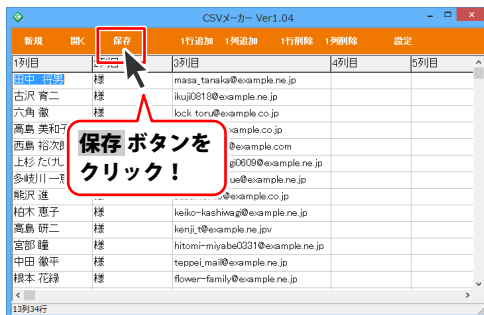 CSVメーカー Ver1.04
新規 開く 保存 1行追加 1列追加 1行削除 1列削除 設定
1列目 3列目 4列目 5列目
田中 将男 様 masa_tanaka@example.ne.jp
古沢 育二 様 ikuji0818@example.ne.jp
六角 徹 様 lock toru@example.co.jp
高島 美和子 example.co.jp
西島 裕次郎 @example.com
上杉 たけし gi0609@example.ne.jp
多岐川 一恵 ue@example.ne.jp
熊沢 進 様 @example.co.jp
柏木 恵子 様 keiko-kashiwagi@example.ne.jp
高島 研二 様 kenji_t@example.ne.jpv
宮部 瞳 様 hitomi-miyabe0331@example.ne.jp
中田 徹平 様 teppei_mail@example.ne.jp
根本 花緑 様 flower-family@example.ne.jp
保存 ボタンを
クリック！
13列34行